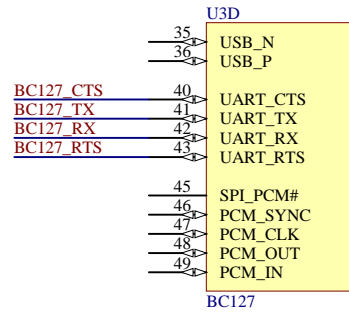 U3D
35 USB_N
36 USB_P
BC127_CTS 40 UART_CTS
BC127_TX 41 UART_TX
BC127_RX 42 UART_RX
BC127_RTS 43 UART_RTS
45 SPI_PCM#
46 PCM_SYNC
47 PCM_CLK
48 PCM_OUT
49 PCM_IN
BC127